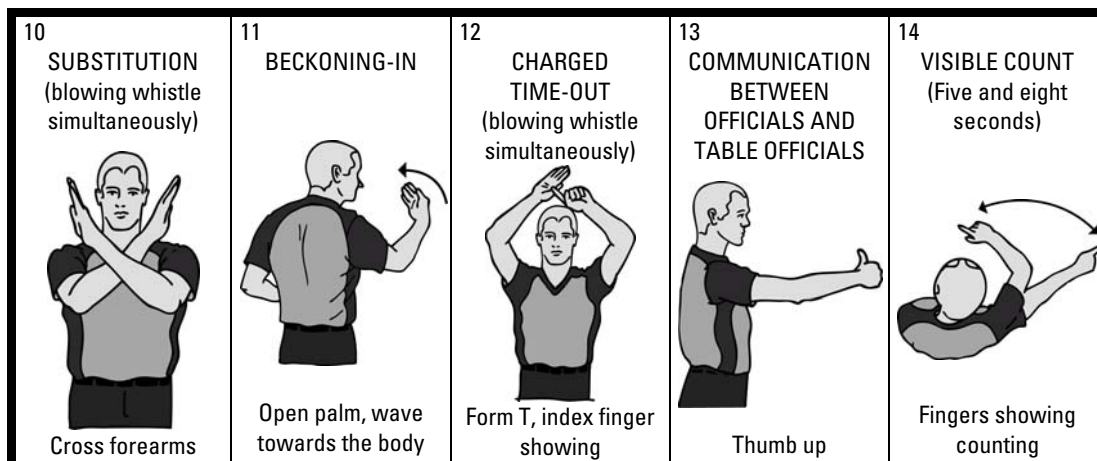 10
SUBSTITUTION
(blowing whistle
simultaneously)
Cross forearms
11
BECKONING-IN
Open palm, wave
towards the body
12
CHARGED
TIME-OUT
(blowing whistle
simultaneously)
Form T, index finger
showing
13
COMMUNICATION
BETWEEN
OFFICIALS AND
TABLE OFFICIALS
Thumb up
14
VISIBLE COUNT
(Five and eight
seconds)
Fingers showing
counting